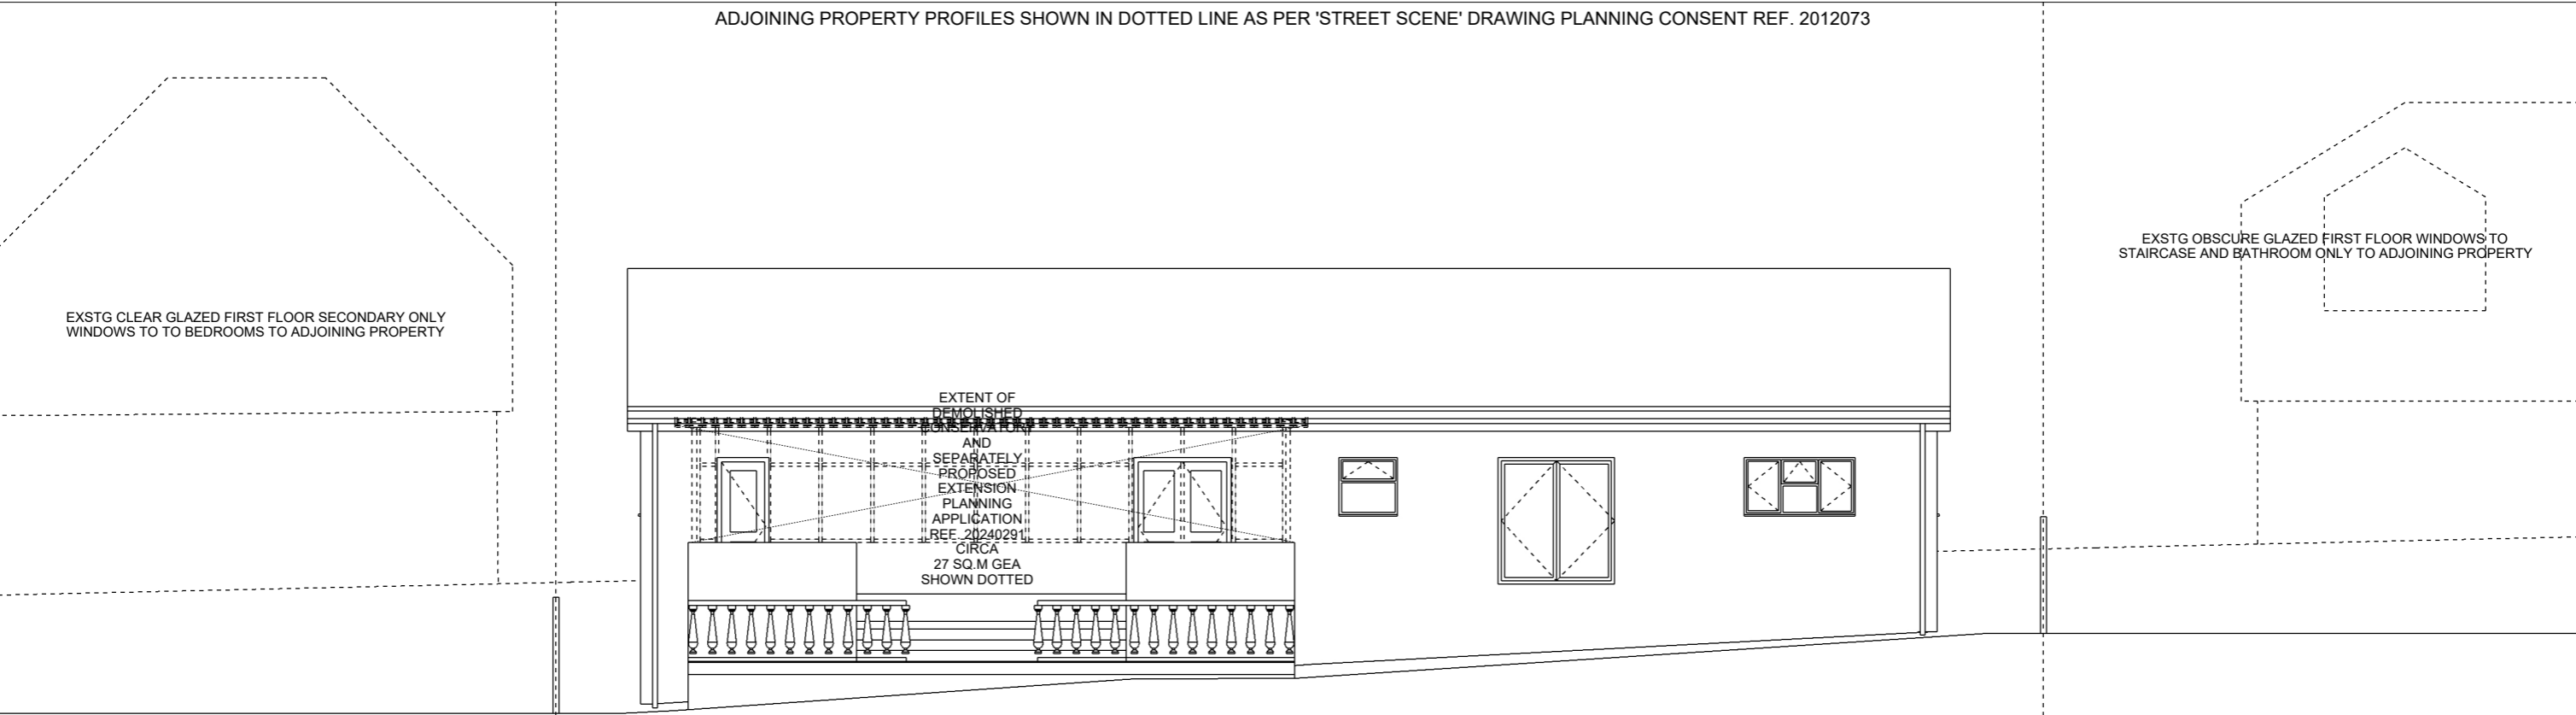 ADJOINING PROPERTY PROFILES SHOWN IN DOTTED LINE AS PER 'STREET SCENE' DRAWING PLANNING CONSENT REF. 2012073
EXSTG CLEAR GLAZED FIRST FLOOR SECONDARY ONLY
WINDOWS TO TO BEDROOMS TO ADJOINING PROPERTY
EXTENT OF
DEMOLISHED
CONSERVATORY
AND
SEPARATELY
PROPOSED
EXTENSION
PLANNING
APPLICATION
REF. 20240291
CIRCA
27 SQ.M GEA
SHOWN DOTTED
EXSTG OBSCURE GLAZED FIRST FLOOR WINDOWS TO
STAIRCASE AND BATHROOM ONLY TO ADJOINING PROPERTY